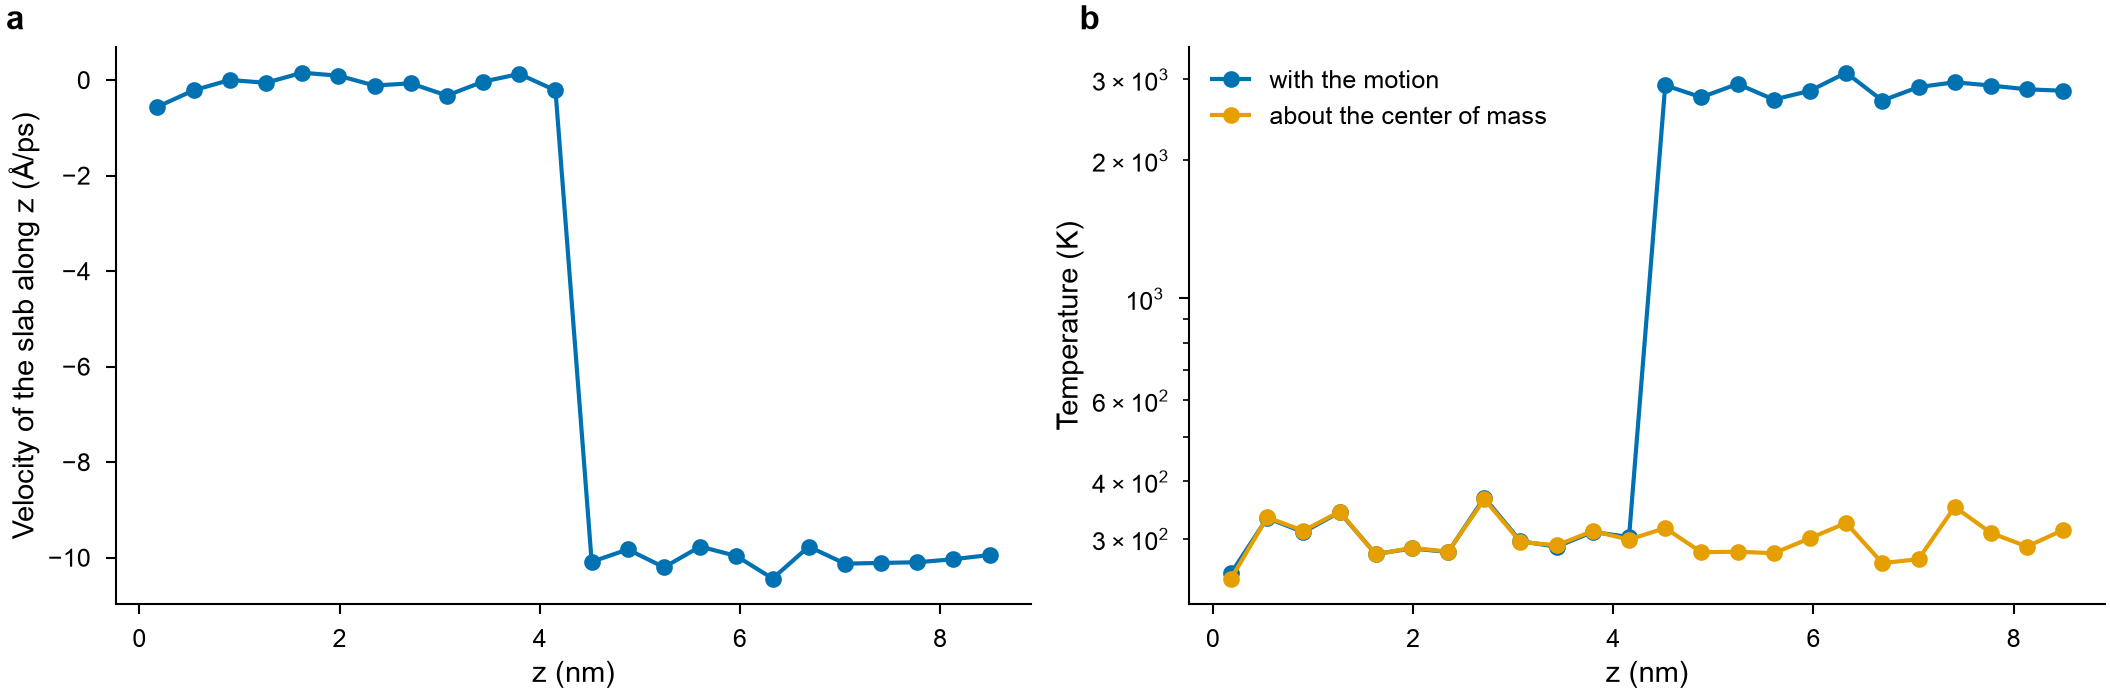 a
Velocity of the slab along z (Å/ps)
0
−2
−4
−6
−8
−10
0 2 4 6 8
z (nm)
b
Temperature (K)
3 × 10³
2 × 10³
10³
6 × 10²
4 × 10²
3 × 10²
with the motion
about the center of mass
0 2 4 6 8
z (nm)